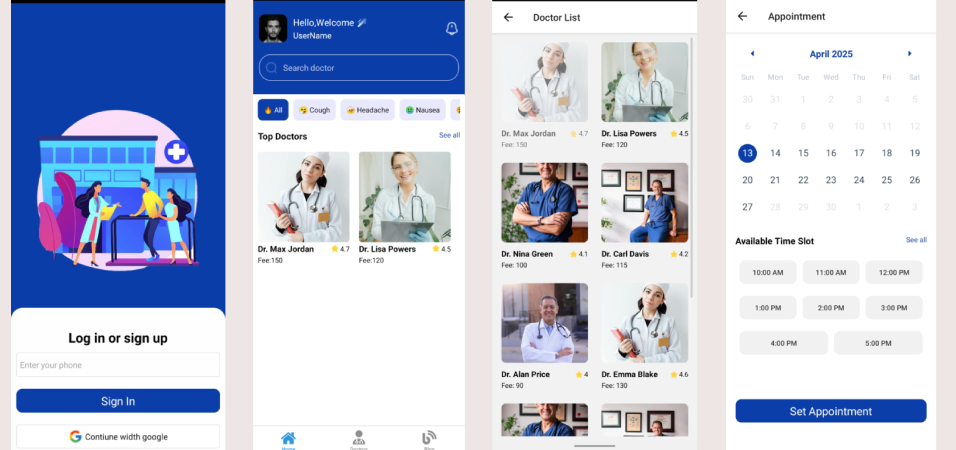 Log in or sign up
Enter your phone
Sign In
Contiune width google
Hello,Welcome
UserName
Search doctor
All
Cough
Headache
Nausea
Top Doctors
See all
Dr. Max Jordan
4.7
Fee:150
Dr. Lisa Powers
4.5
Fee:120
Home
Doctors
Blog
Doctor List
Dr. Max Jordan
4.7
Dr. Lisa Powers
4.5
Fee: 150
Fee: 120
Dr. Nina Green
4.1
Dr. Carl Davis
4.2
Fee: 100
Fee: 115
Dr. Alan Price
4
Dr. Emma Blake
4.6
Fee: 90
Fee: 130
Appointment
April 2025
Sun Mon Tue Wed Thu Fri Sat
30 31 1 2 3 4 5
6 7 8 9 10 11 12
13 14 15 16 17 18 19
20 21 22 23 24 25 26
27 28 29 30 1 2 3
Available Time Slot
See all
10:00 AM 11:00 AM 12:00 PM
1:00 PM 2:00 PM 3:00 PM
4:00 PM 5:00 PM
Set Appointment